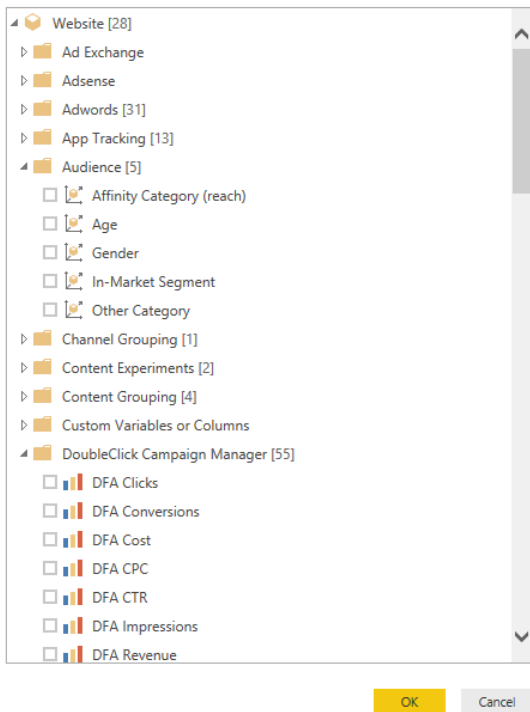 Website [28]
Ad Exchange
Adsense
Adwords [31]
App Tracking [13]
Audience [5]
Affinity Category (reach)
Age
Gender
In-Market Segment
Other Category
Channel Grouping [1]
Content Experiments [2]
Content Grouping [4]
Custom Variables or Columns
DoubleClick Campaign Manager [55]
DFA Clicks
DFA Conversions
DFA Cost
DFA CPC
DFA CTR
DFA Impressions
DFA Revenue
OK Cancel